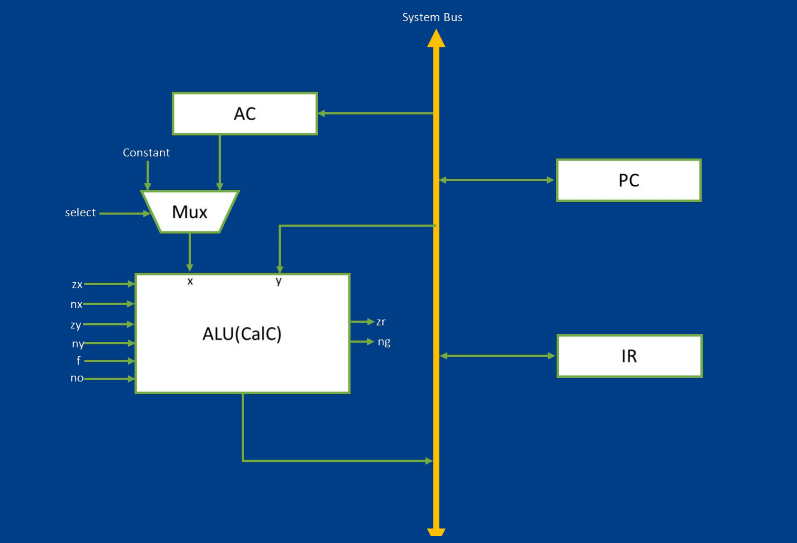 System Bus
AC
Constant
PC
select
Mux
x
y
zx
nx
zy
ny
f
no
ALU(CalC)
zr
ng
IR